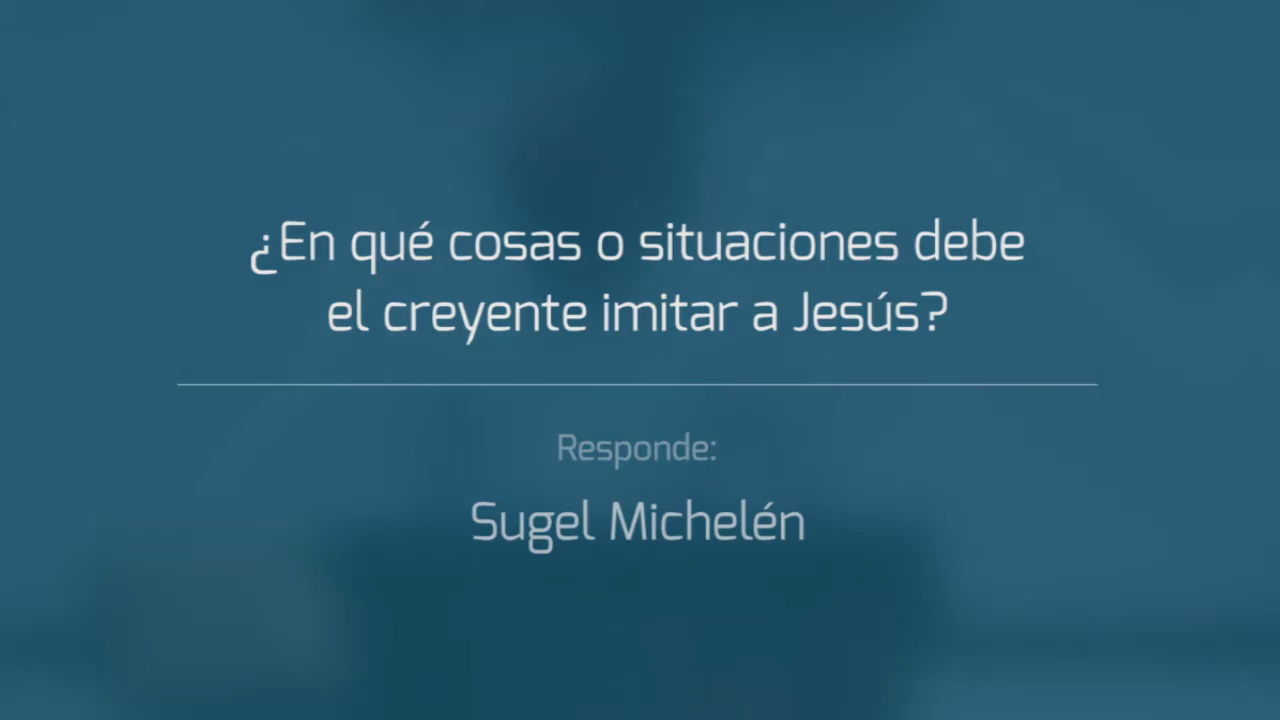 ¿En qué cosas o situaciones debe
el creyente imitar a Jesús?
Responde:
Sugel Michelén